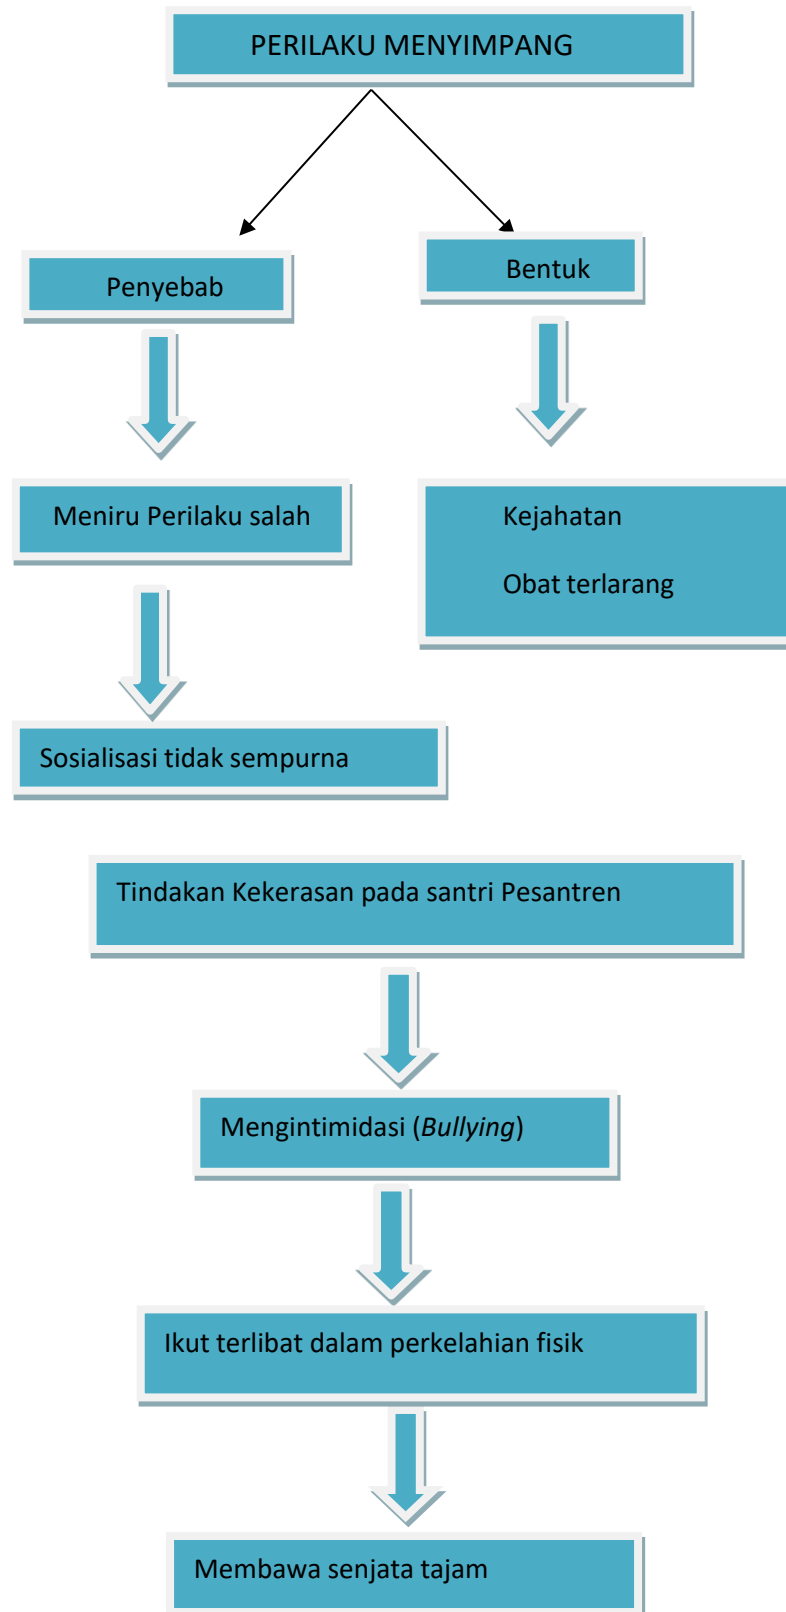 PERILAKU MENYIMPANG
Penyebab
Bentuk
Meniru Perilaku salah
Kejahatan
Obat terlarang
Sosialisasi tidak sempurna
Tindakan Kekerasan pada santri Pesantren
Mengintimidasi (Bullying)
Ikut terlibat dalam perkelahian fisik
Membawa senjata tajam